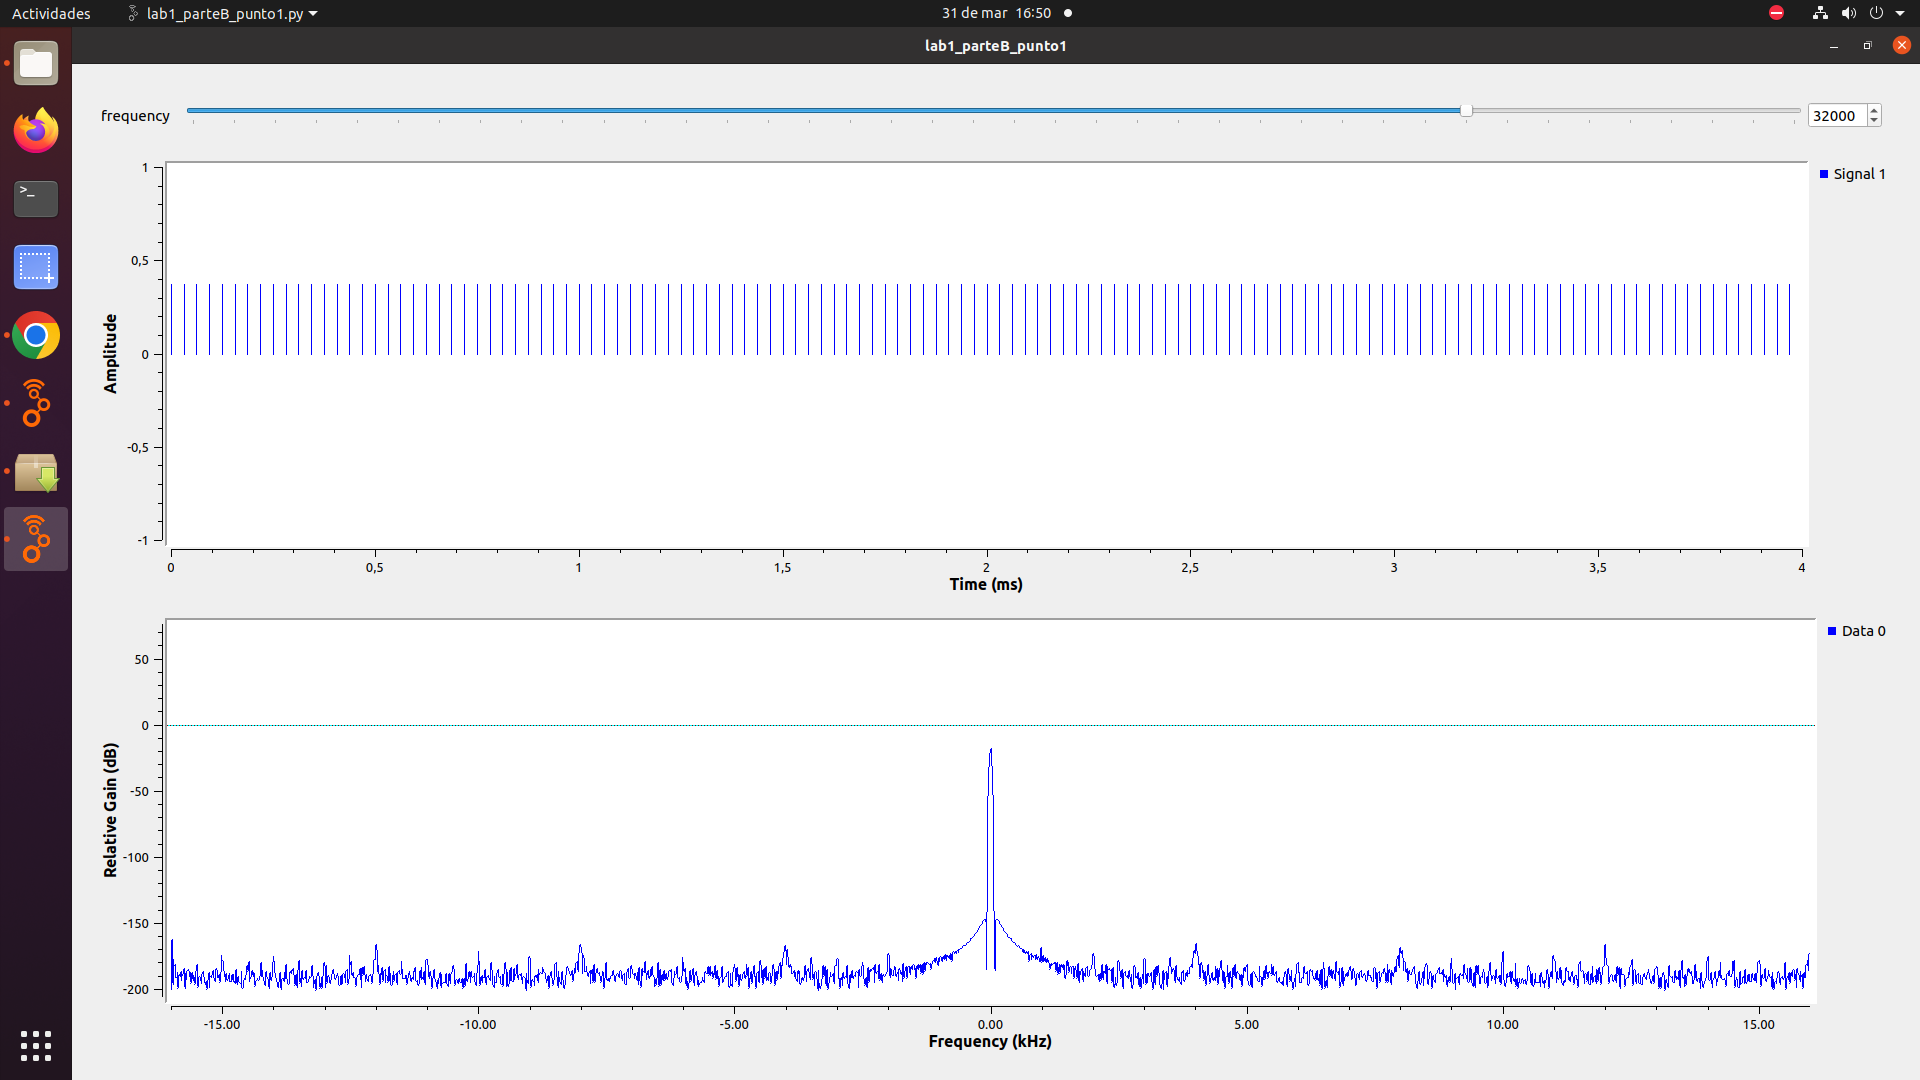 Actividades
lab1_parteB_punto1.py
31 de mar 16:50
lab1_parteB_punto1
frequency
32000
1
0,5
0
-0,5
-1
Amplitude
Signal 1
0 0,5 1 1,5 2 2,5 3 3,5 4
Time (ms)
50
0
-50
-100
-150
-200
Relative Gain (dB)
Data 0
-15.00 -10.00 -5.00 0.00 5.00 10.00 15.00
Frequency (kHz)
>_